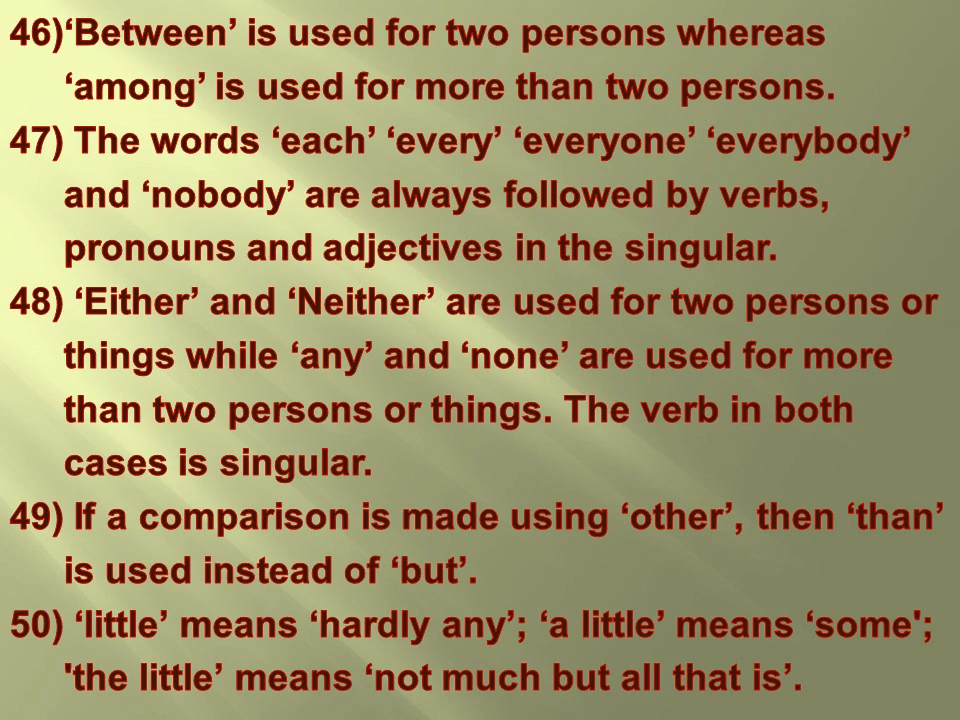 46)‘Between’ is used for two persons whereas
‘among’ is used for more than two persons.
47) The words ‘each’ ‘every’ ‘everyone’ ‘everybody’
and ‘nobody’ are always followed by verbs,
pronouns and adjectives in the singular.
48) ‘Either’ and ‘Neither’ are used for two persons or
things while ‘any’ and ‘none’ are used for more
than two persons or things. The verb in both
cases is singular.
49) If a comparison is made using ‘other’, then ‘than’
is used instead of ‘but’.
50) ‘little’ means ‘hardly any’; ‘a little’ means ‘some';
'the little’ means ‘not much but all that is’.